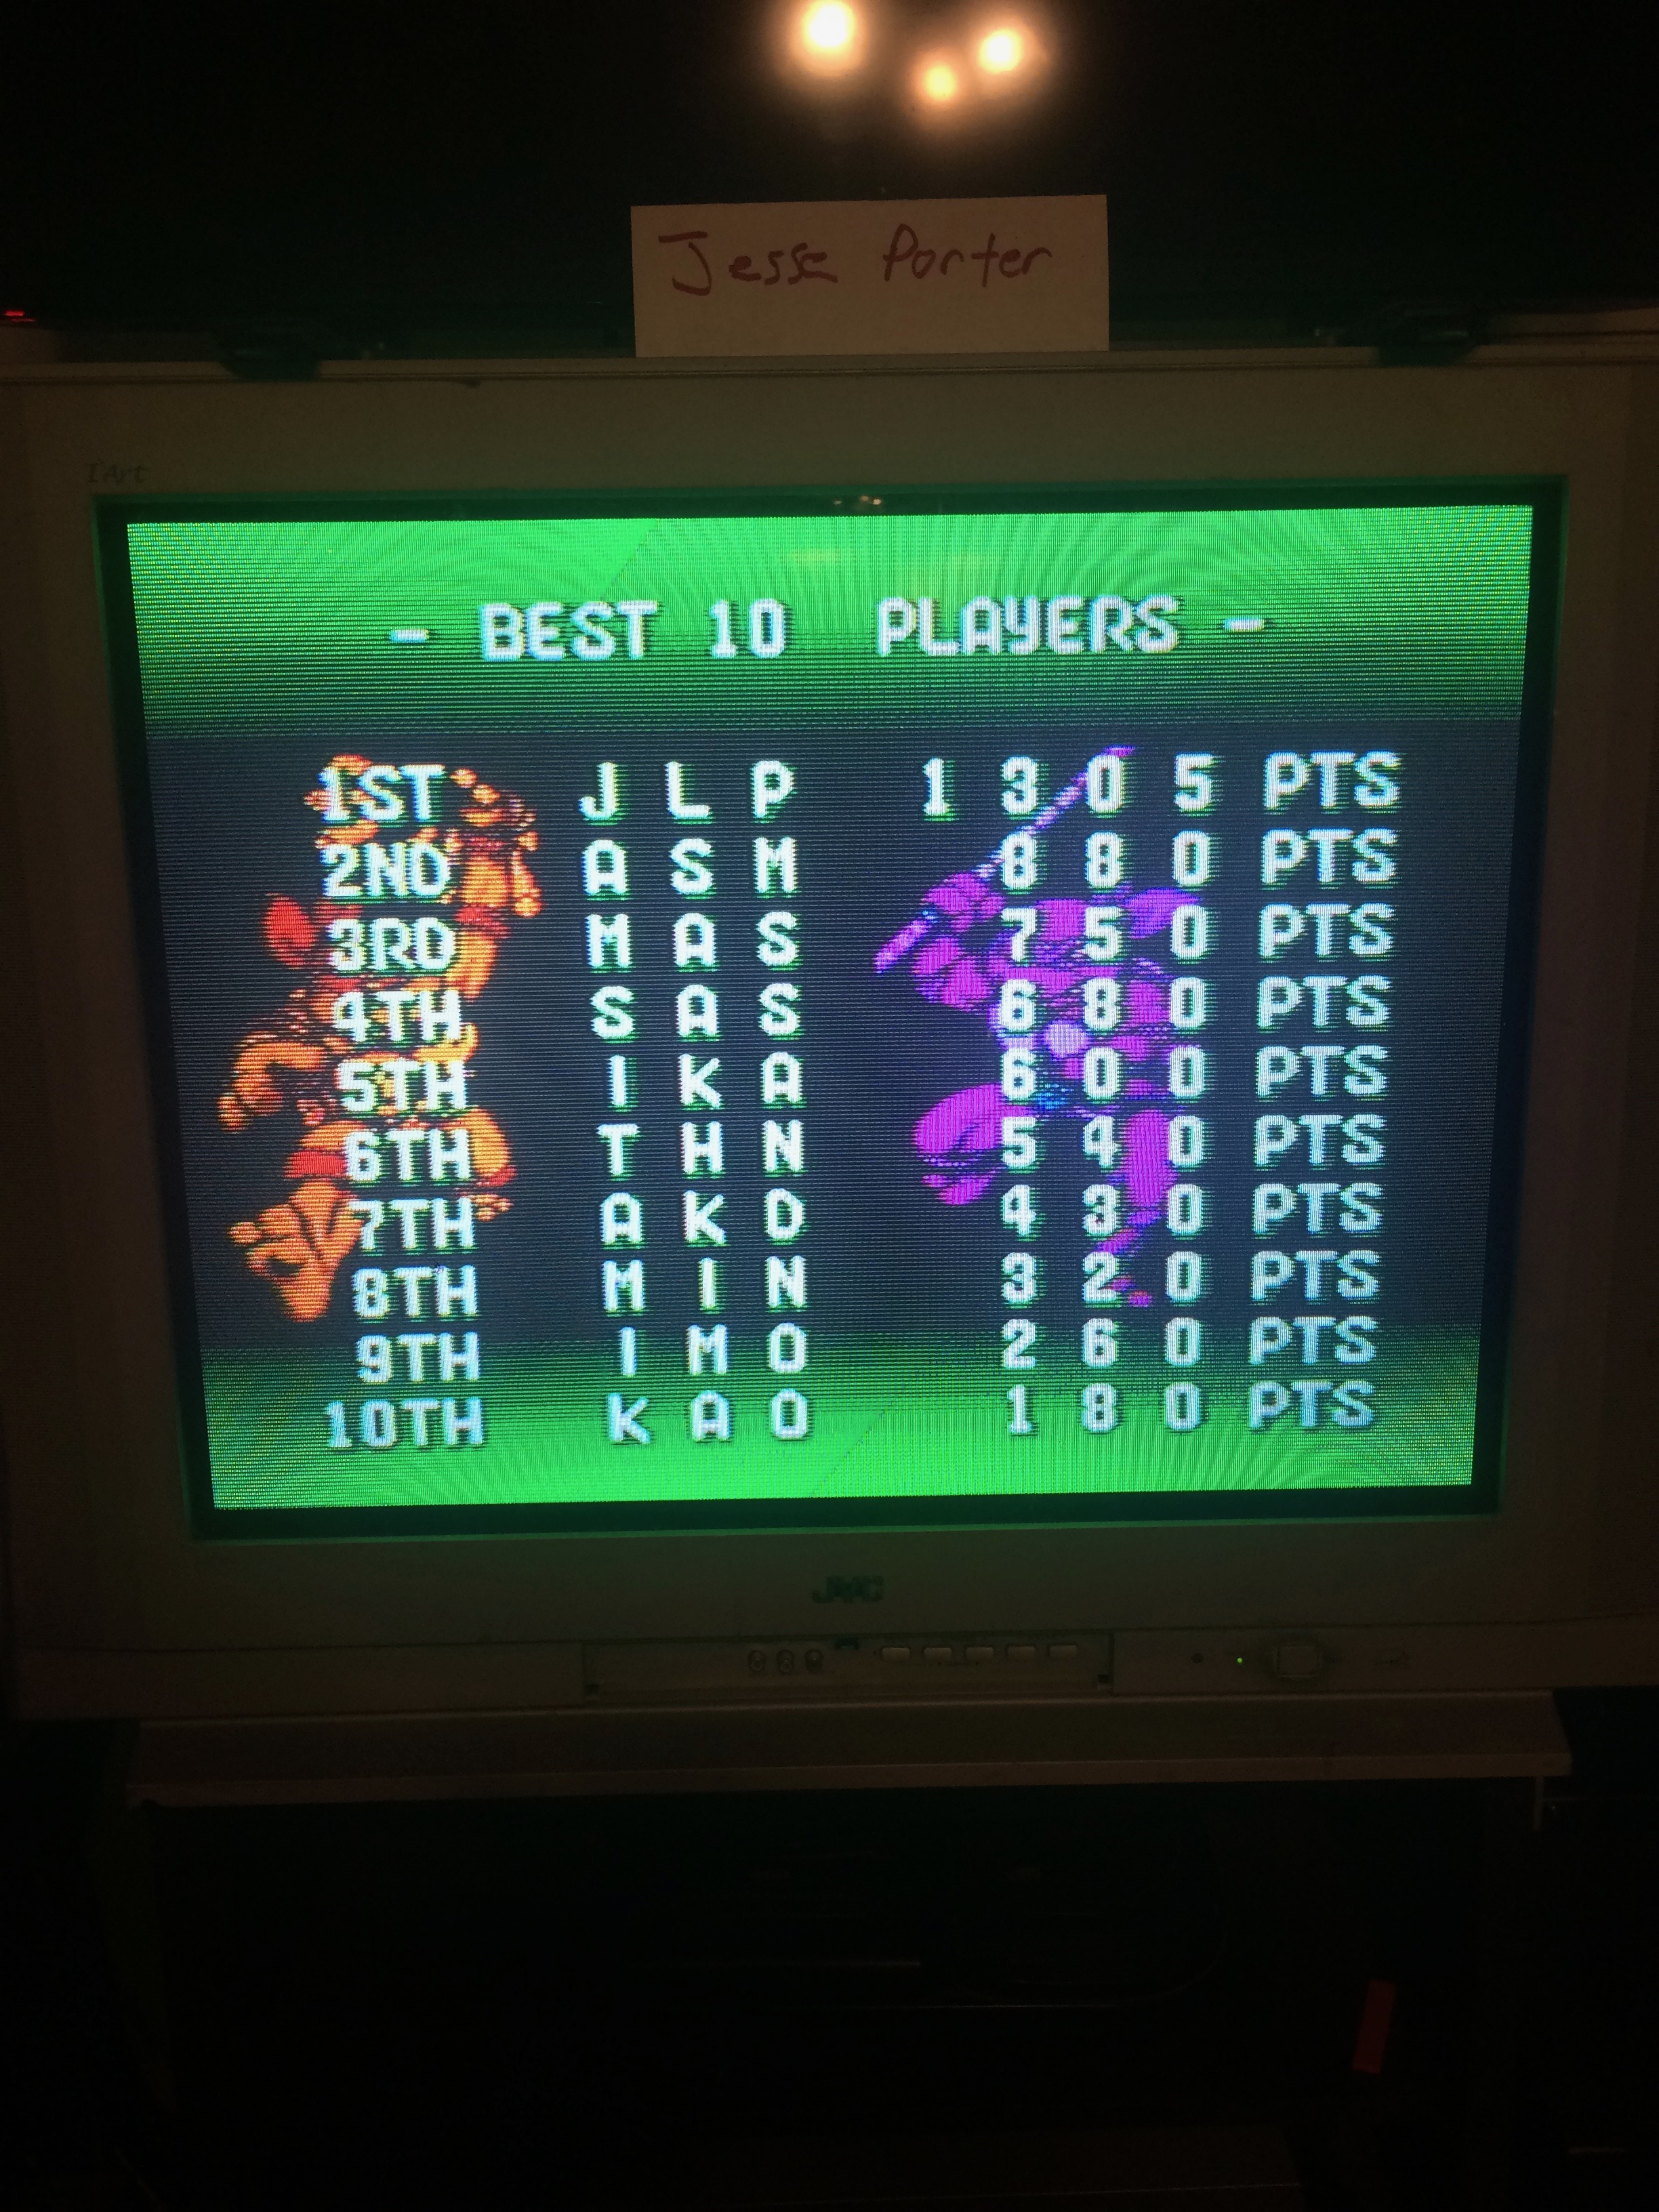 Jesse Porter
I'Art
- BEST 10 PLAYERS -
1ST J L P 1 3 0 5 PTS
2ND A S M 8 8 0 PTS
3RD M A S 7 5 0 PTS
4TH S A S 6 8 0 PTS
5TH I K A 6 0 0 PTS
6TH T H N 5 4 0 PTS
7TH A K D 4 3 0 PTS
8TH M I N 3 2 0 PTS
9TH I M O 2 6 0 PTS
10TH K A O 1 8 0 PTS
JVC